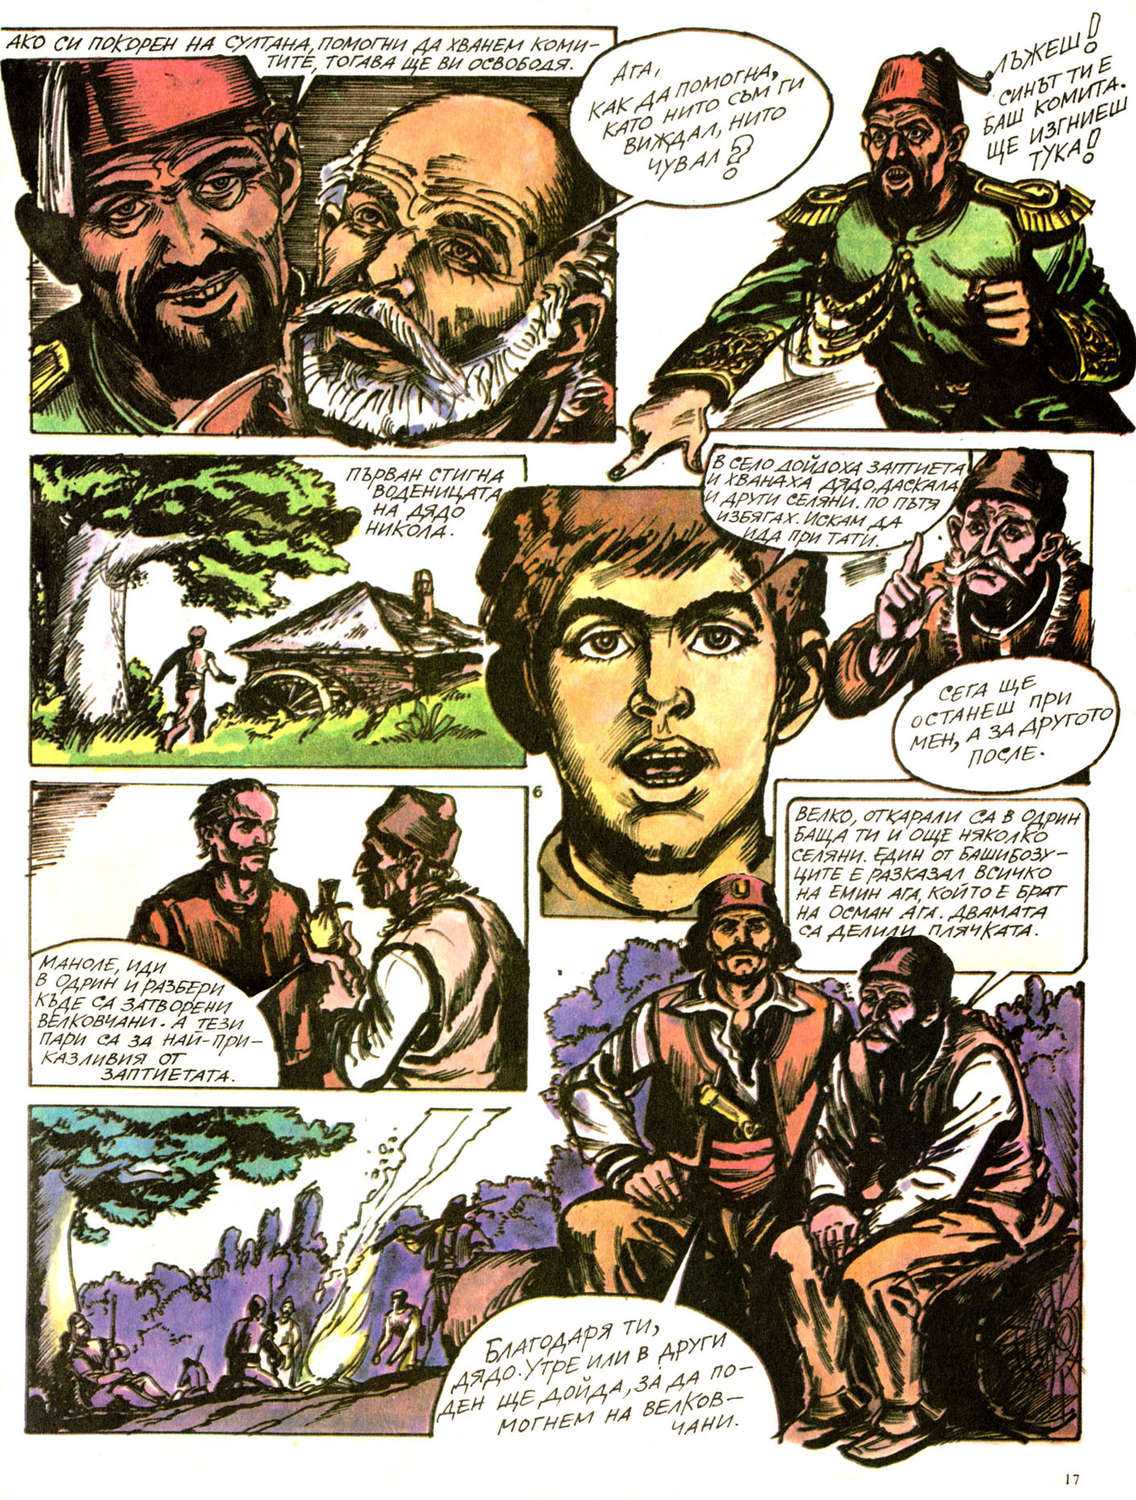 АКО СИ ПОКОРЕН НА СУЛТАНА, ПОМОГНИ ДА ХВАНЕМ КОМИ-
ТИТЕ, ТОГАВА ЩЕ ВИ ОСВОБОДЯ.
АГА,
КАК ДА ПОМОГНА,
КАТО НИТО СЪМ ГИ
ВИЖДАЛ, НИТО
ЧУВАЛ?
ЛЪЖЕШ!
СИНЪТ ТИ Е
БАШ КОМИТА.
ЩЕ ИЗГНИЕШ
ТУКА!
ПЪРВАН СТИГНА
ВОДЕНИЦАТА
НА ДЯДО
НИКОЛА.
В СЕЛО ДОЙДОХА ЗАПТИЕТА
И ХВАНАХА ДЯДО, ДАСКАЛА
И ДРУГИ СЕЛЯНИ. ПО ПЪТЯ
ИЗБЯГАХ. ИСКАМ ДА
ИДА ПРИ ТАТИ.
СЕГА ЩЕ
ОСТАНЕШ ПРИ
МЕН, А ЗА ДРУГОТО
ПОСЛЕ.
6
МАНОЛЕ, ИДИ
В ОДРИН И РАЗБЕРИ
КЪДЕ СА ЗАТВОРЕНИ
ВЕЛКОВЧАНИ. А ТЕЗИ
ПАРИ СА ЗА НАЙ-ПРИ-
КАЗЛИВИЯ ОТ
ЗАПТИЕТАТА.
ВЕЛКО, ОТКАРАЛИ СА В ОДРИН
БАЩА ТИ И ОЩЕ НЯКОЛКО
СЕЛЯНИ. ЕДИН ОТ БАШИБОЗУ-
ЦИТЕ Е РАЗКАЗАЛ ВСИЧКО
НА ЕМИН АГА, КОЙТО Е БРАТ
НА ОСМАН АГА. ДВАМАТА
СА ДЕЛИЛИ ПЛЯЧКАТА.
БЛАГОДАРЯ ТИ,
ДЯДО. УТРЕ ИЛИ В ДРУГИ
ДЕН ЩЕ ДОЙДА, ЗА ДА ПО-
МОГНЕМ НА ВЕЛКОВ-
ЧАНИ.
17